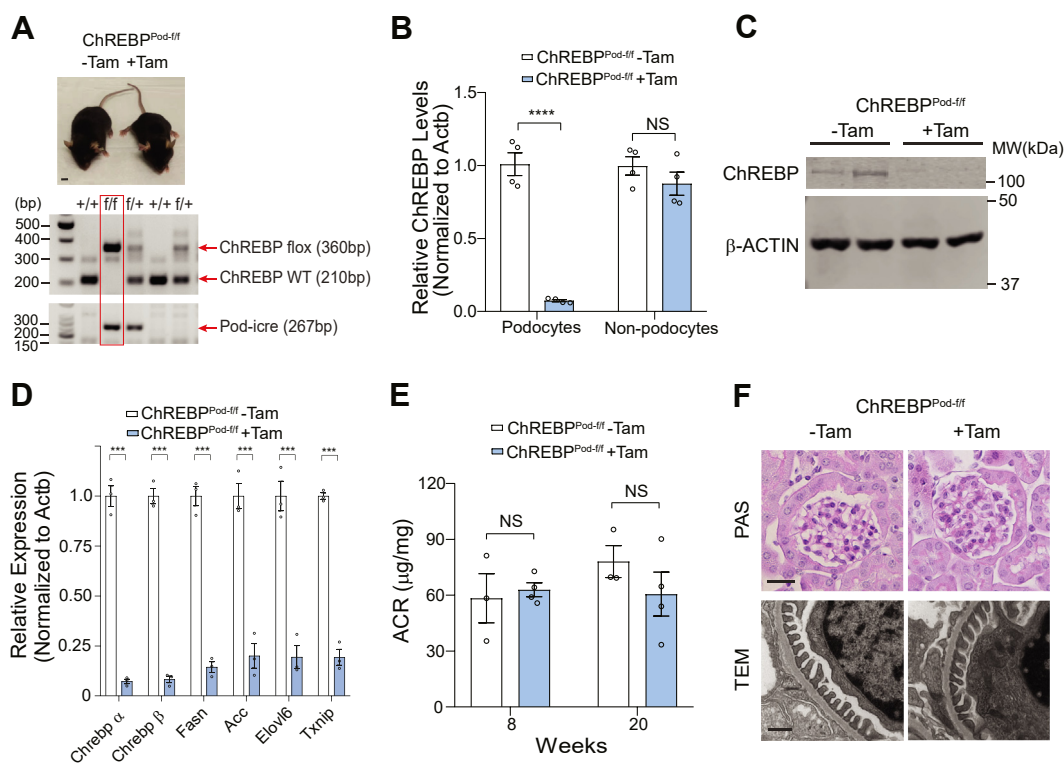 A
ChREBP^Pod-f/f
-Tam +Tam
(bp) +/+ f/f f/+ +/+ f/+
500
400
300
200
ChREBP flox (360bp)
ChREBP WT (210bp)
300
200
150
Pod-icre (267bp)
B
ChREBP^Pod-f/f -Tam
ChREBP^Pod-f/f +Tam
Relative ChREBP Levels
(Normalized to Actb)
1.5
1.0
0.5
0.0
****
NS
Podocytes Non-podocytes
C
ChREBP^Pod-f/f
-Tam +Tam
MW(kDa)
ChREBP
100
50
β-ACTIN
37
D
ChREBP^Pod-f/f -Tam
ChREBP^Pod-f/f +Tam
Relative Expression
(Normalized to Actb)
*** *** *** *** *** ***
1.0
0.75
0.50
0.25
0
Chrebp α Chrebp β Fasn Acc Elovl6 Txnip
E
ChREBP^Pod-f/f -Tam
ChREBP^Pod-f/f +Tam
ACR (µg/mg)
120
90
60
30
0
NS NS
8 20
Weeks
F
ChREBP^Pod-f/f
-Tam +Tam
PAS
TEM